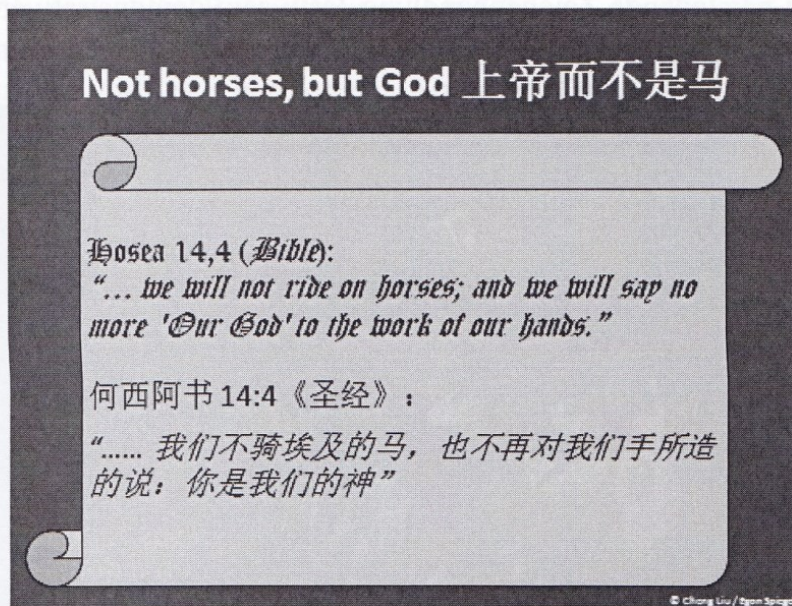 Not horses, but God 上帝而不是马
Hosea 14,4 (Bible):
"... we will not ride on horses; and we will say no
more 'Our God' to the work of our hands."
何西阿书 14:4《圣经》：
"…… 我们不骑埃及的马，也不再对我们手所造
的说：你是我们的神"
© Chong Liu / Egon